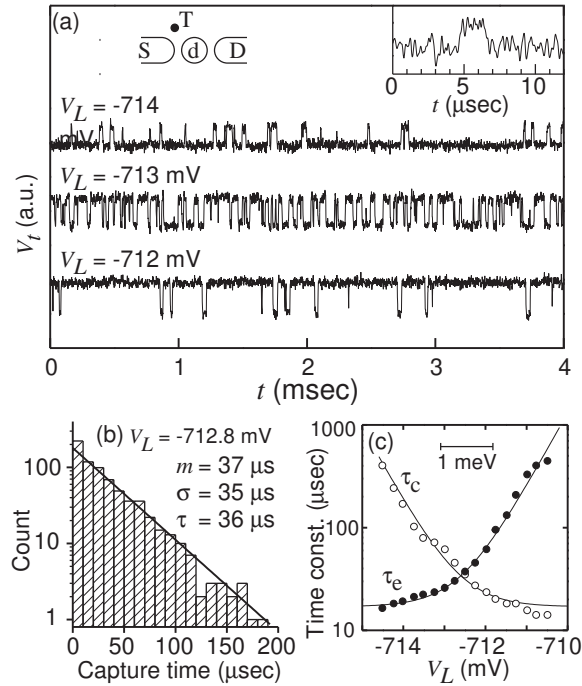 (a)
T
S d D
0 5 10
t (μsec)
V_L = -714
mV
V_L = -713 mV
V_L = -712 mV
V_t (a.u.)
0 1 2 3 4
t (msec)
(b) V_L = -712.8 mV
m = 37 μs
σ = 35 μs
τ = 36 μs
Count
100
10
1
0 50 100 150 200
Capture time (μsec)
(c)
1 meV
τ_c
τ_e
Time const. (μsec)
1000
100
10
-714 -712 -710
V_L (mV)